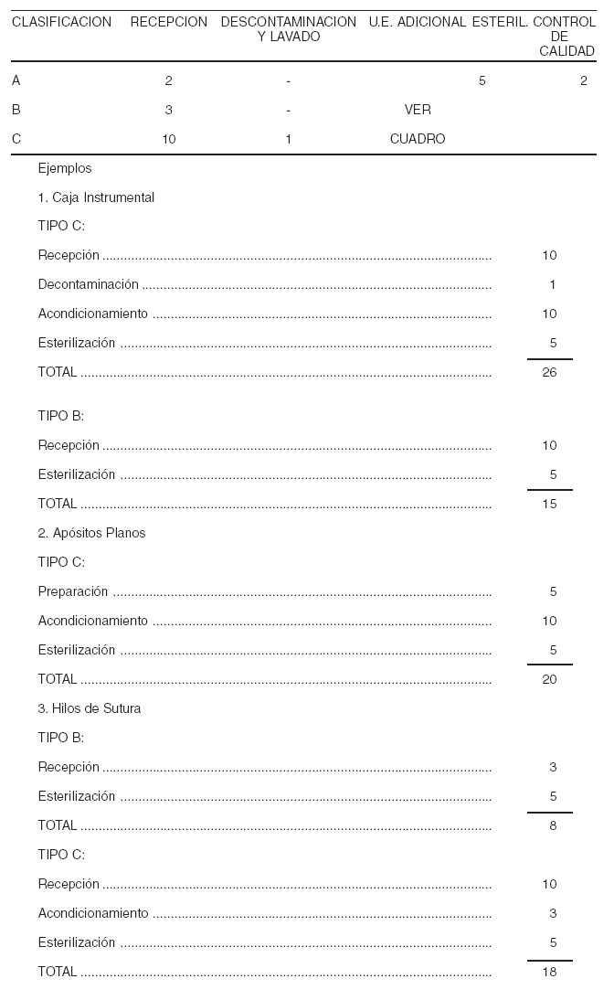 CLASIFICACION RECEPCION DESCONTAMINACION U.E. ADICIONAL ESTERIL. CONTROL
Y LAVADO DE
CALIDAD
A 2 - 5 2
B 3 - VER
C 10 1 CUADRO
Ejemplos
1. Caja Instrumental
TIPO C:
Recepción ............................................................ 10
Decontaminación ............................................................ 1
Acondicionamiento ............................................................ 10
Esterilización ............................................................ 5
TOTAL ............................................................ 26
TIPO B:
Recepción ............................................................ 10
Esterilización ............................................................ 5
TOTAL ............................................................ 15
2. Apósitos Planos
TIPO C:
Preparación ............................................................ 5
Acondicionamiento ............................................................ 10
Esterilización ............................................................ 5
TOTAL ............................................................ 20
3. Hilos de Sutura
TIPO B:
Recepción ............................................................ 3
Esterilización ............................................................ 5
TOTAL ............................................................ 8
TIPO C:
Recepción ............................................................ 10
Acondicionamiento ............................................................ 3
Esterilización ............................................................ 5
TOTAL ............................................................ 18